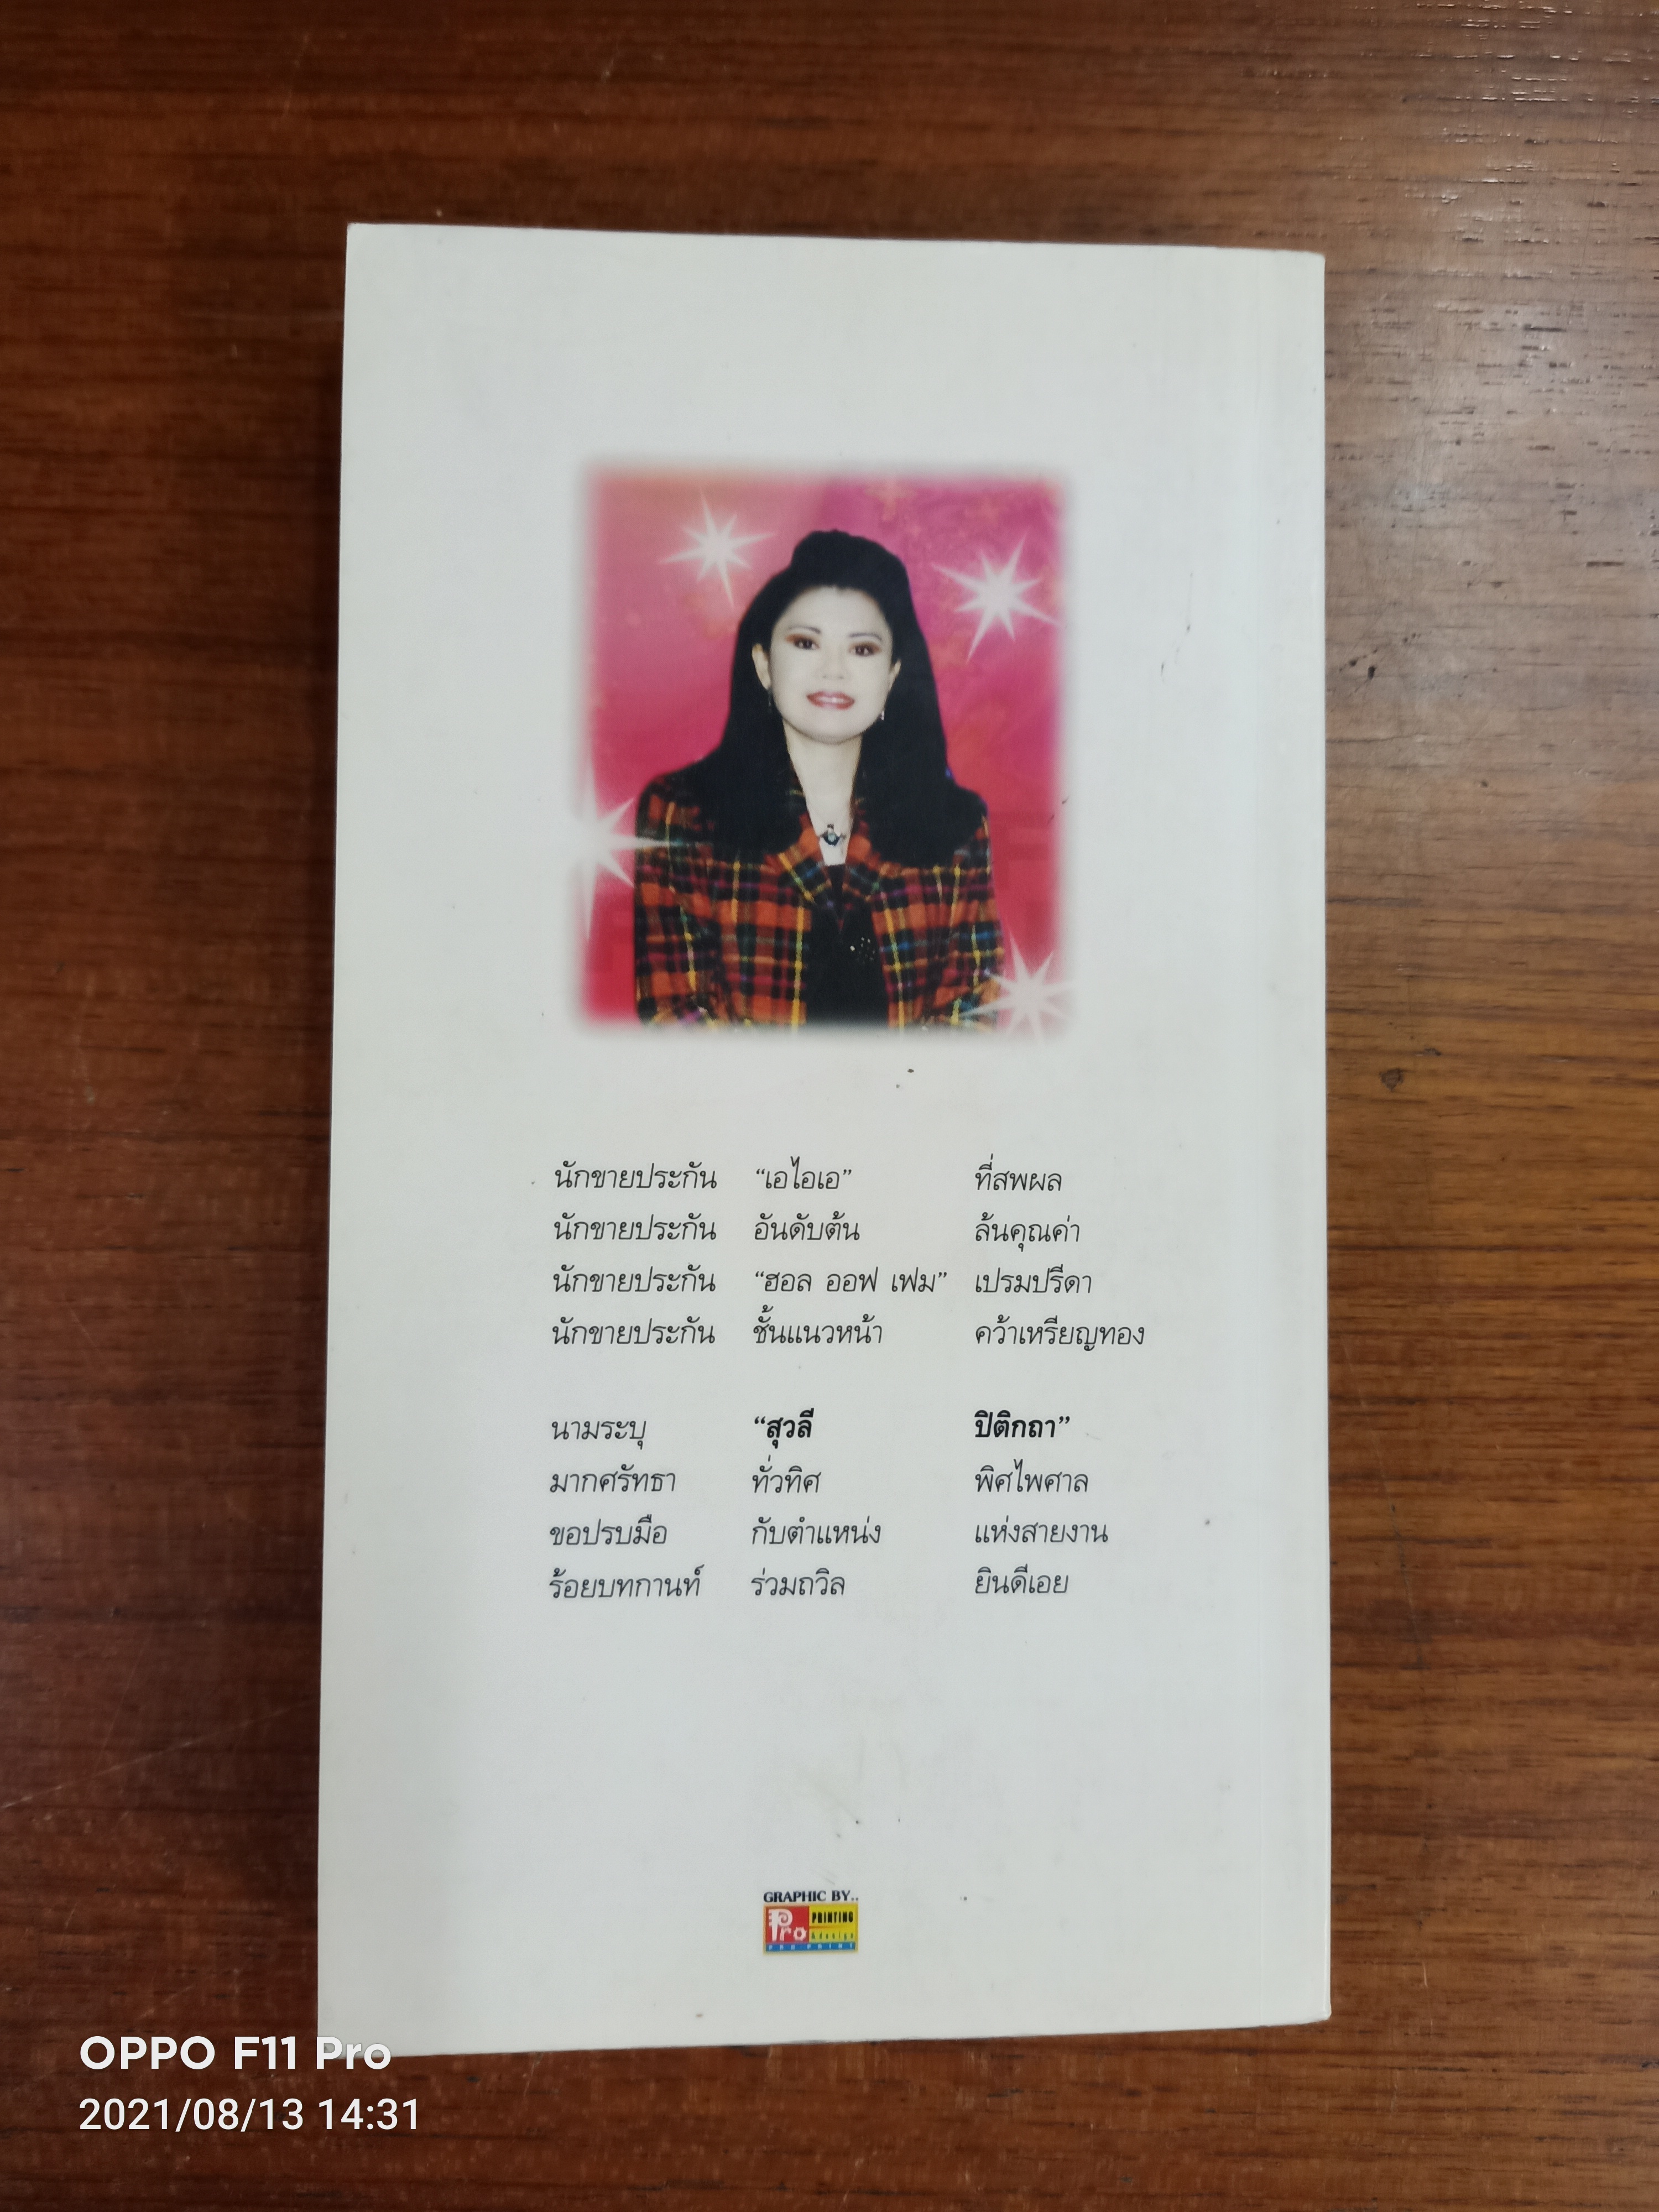 นักขายประกัน “เอไอเอ” ที่สพผล
นักขายประกัน อันดับต้น ล้นคุณค่า
นักขายประกัน “ฮอล ออฟ เฟม” เปรมปรีดา
นักขายประกัน ชั้นแนวหน้า คว้าเหรียญทอง
นามระบุ “สุวลี ปิติกถา”
มากศรัทธา ทั่วทิศ พิศไพศาล
ขอปรบมือ กับตำแหน่ง แห่งสายงาน
ร้อยบทกานท์ ร่วมถวิล ยินดีเอย
GRAPHIC BY..
Pro PRINTING
&design
PRO PRINT
OPPO F11 Pro
2021/08/13 14:31